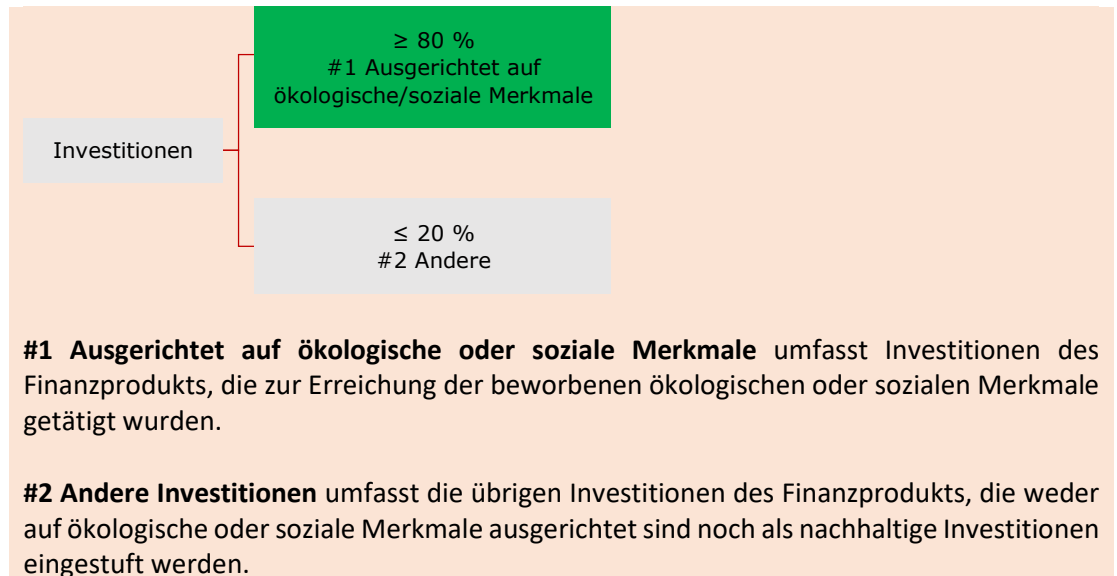 ≥ 80 %
#1 Ausgerichtet auf
ökologische/soziale Merkmale
Investitionen
≤ 20 %
#2 Andere
#1 Ausgerichtet auf ökologische oder soziale Merkmale umfasst Investitionen des
Finanzprodukts, die zur Erreichung der beworbenen ökologischen oder sozialen Merkmale
getätigt wurden.
#2 Andere Investitionen umfasst die übrigen Investitionen des Finanzprodukts, die weder
auf ökologische oder soziale Merkmale ausgerichtet sind noch als nachhaltige Investitionen
eingestuft werden.